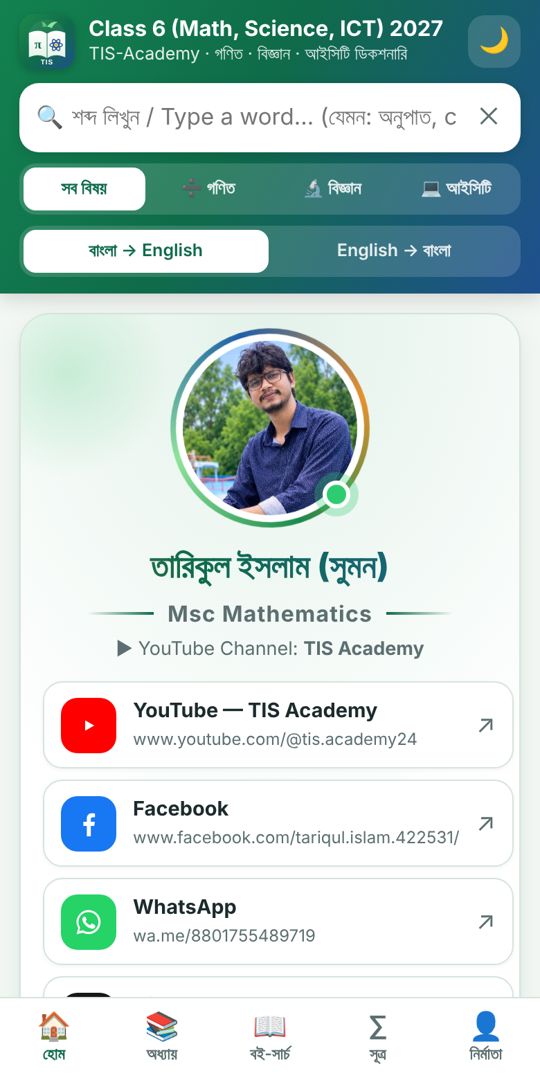 Class 6 (Math, Science, ICT) 2027
TIS-Academy · গণিত · বিজ্ঞান · আইসিটি ডিকশনারি
π
TIS
শব্দ লিখুন / Type a word... (যেমন: অনুপাত, c
সব বিষয়
গণিত
বিজ্ঞান
আইসিটি
বাংলা → English
English → বাংলা
তারিকুল ইসলাম (সুমন)
Msc Mathematics
▶ YouTube Channel: TIS Academy
YouTube — TIS Academy
www.youtube.com/@tis.academy24
Facebook
www.facebook.com/tariqul.islam.422531/
WhatsApp
wa.me/8801755489719
হোম
অধ্যায়
বই-সার্চ
∑
সূত্র
নির্মাতা